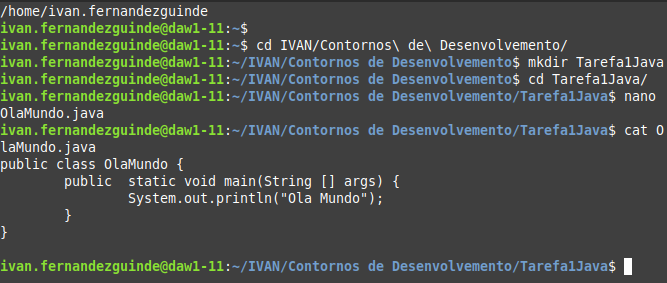 /home/ivan.fernandezguinde
ivan.fernandezguinde@daw1-11:~$
ivan.fernandezguinde@daw1-11:~$ cd IVAN/Contornos\ de\ Desenvolvemento/
ivan.fernandezguinde@daw1-11:~/IVAN/Contornos de Desenvolvemento$ mkdir Tarefa1Java
ivan.fernandezguinde@daw1-11:~/IVAN/Contornos de Desenvolvemento$ cd Tarefa1Java/
ivan.fernandezguinde@daw1-11:~/IVAN/Contornos de Desenvolvemento/Tarefa1Java$ nano
OlaMundo.java
ivan.fernandezguinde@daw1-11:~/IVAN/Contornos de Desenvolvemento/Tarefa1Java$ cat O
laMundo.java
public class OlaMundo {
        public  static void main(String [] args) {
                System.out.println("Ola Mundo");
        }
}
ivan.fernandezguinde@daw1-11:~/IVAN/Contornos de Desenvolvemento/Tarefa1Java$